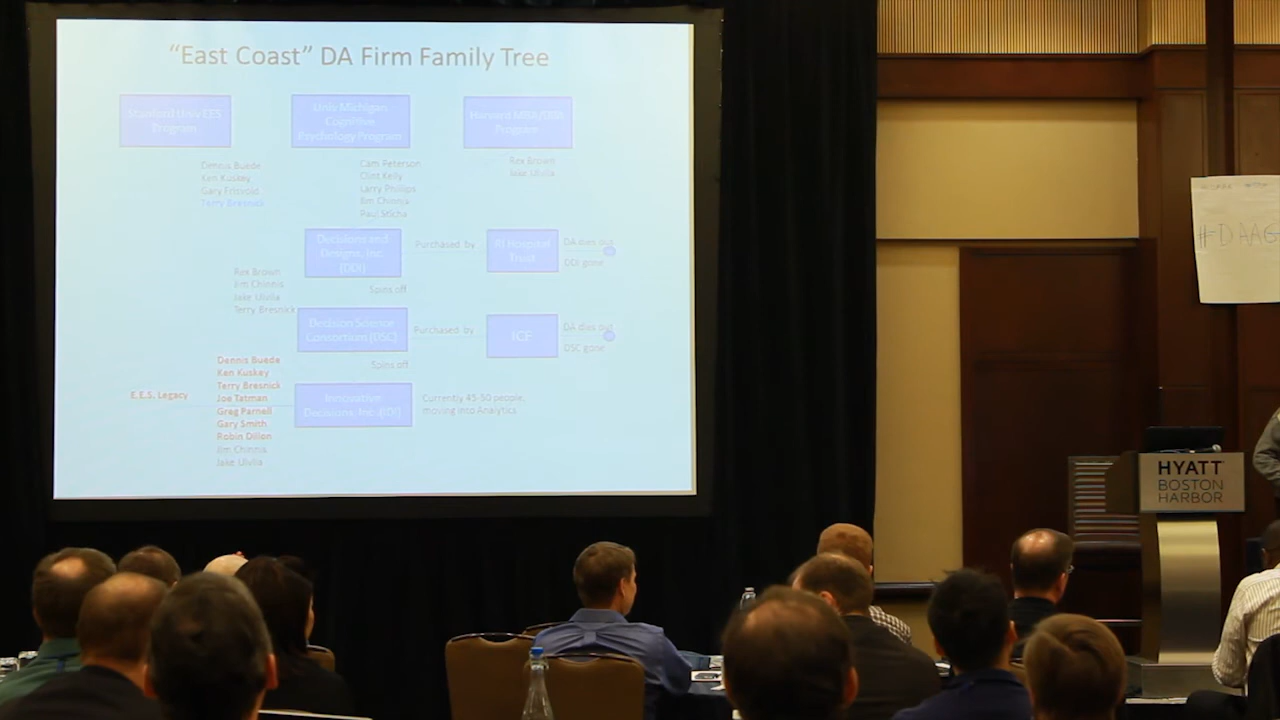 “East Coast” DA Firm Family Tree
Stanford Univ EES
Program
Univ Michigan
Cognitive
Psychology Program
Harvard MBA/DBA
Program
Dennis Buede
Ken Kuskey
Gary
Terry Bresnick
Cam Peterson
Clint Kelly
Larry Phillips
Jim Chinnis
Paul Sticha
Rex Brown
Jake Ulvila
Decisions and
Designs, Inc.
(DDI)
Purchased by
RI Hospital
Trust
DA dies out
DDI gone
Spins off
Rex Brown
Jim Chinnis
Jake Ulvila
Terry Bresnick
Decision Science
Consortium (DSC)
Purchased by
ICF
DA dies out
DSC gone
Spins off
E.E.S. Legacy
Dennis Buede
Ken Kuskey
Terry Bresnick
Joe Tatman
Greg Parnell
Gary Smith
Robin Dillon
Jim Chinnis
Jake Ulvila
Innovative
Decisions Inc. (IDI)
Currently 45-50 people,
moving into Analytics
#DAAG
HYATT
BOSTON
HARBOR